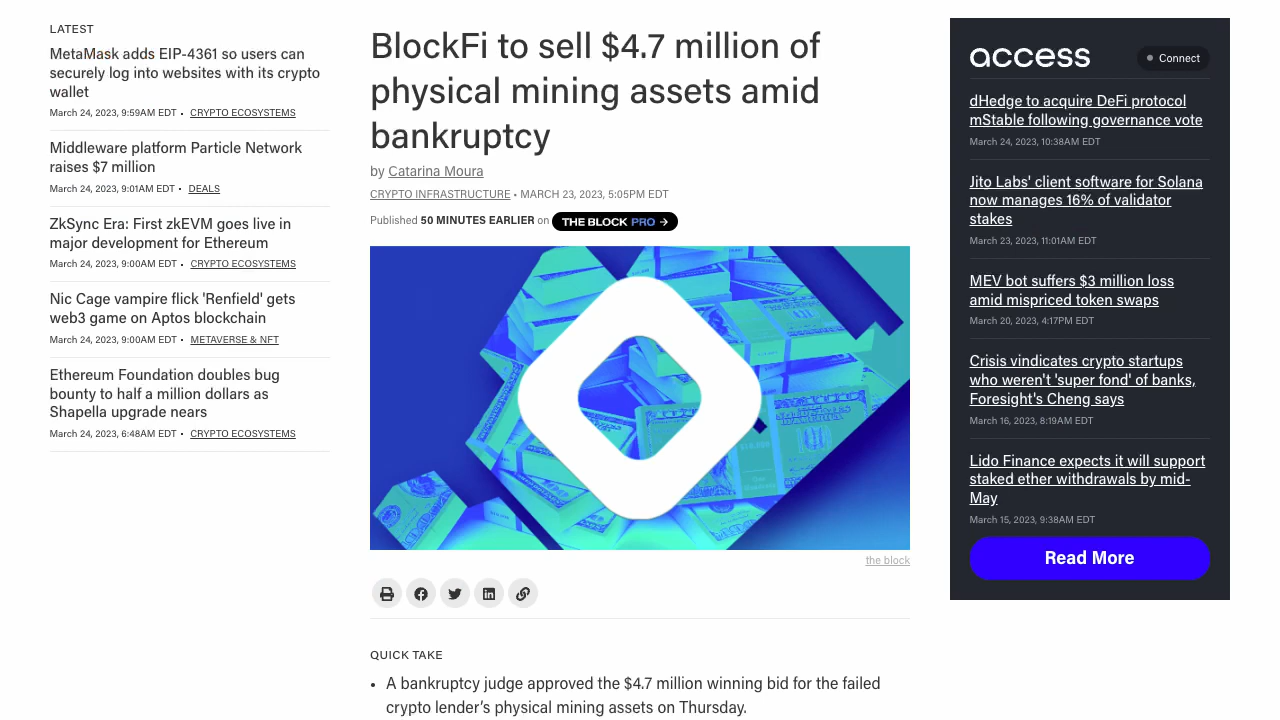 LATEST
MetaMask adds EIP-4361 so users can
securely log into websites with its crypto
wallet
March 24, 2023, 9:59AM EDT • CRYPTO ECOSYSTEMS
Middleware platform Particle Network
raises $7 million
March 24, 2023, 9:01AM EDT • DEALS
ZkSync Era: First zkEVM goes live in
major development for Ethereum
March 24, 2023, 9:00AM EDT • CRYPTO ECOSYSTEMS
Nic Cage vampire flick 'Renfield' gets
web3 game on Aptos blockchain
March 24, 2023, 9:00AM EDT • METAVERSE & NFT
Ethereum Foundation doubles bug
bounty to half a million dollars as
Shapella upgrade nears
March 24, 2023, 6:48AM EDT • CRYPTO ECOSYSTEMS
BlockFi to sell $4.7 million of
physical mining assets amid
bankruptcy
by Catarina Moura
CRYPTO INFRASTRUCTURE • MARCH 23, 2023, 5:05PM EDT
Published 50 MINUTES EARLIER on THE BLOCK PRO →
the block
QUICK TAKE
• A bankruptcy judge approved the $4.7 million winning bid for the failed
crypto lender’s physical mining assets on Thursday.
access
Connect
dHedge to acquire DeFi protocol
mStable following governance vote
March 24, 2023, 10:38AM EDT
Jito Labs' client software for Solana
now manages 16% of validator
stakes
March 23, 2023, 11:01AM EDT
MEV bot suffers $3 million loss
amid mispriced token swaps
March 20, 2023, 4:17PM EDT
Crisis vindicates crypto startups
who weren't 'super fond' of banks,
Foresight's Cheng says
March 16, 2023, 8:19AM EDT
Lido Finance expects it will support
staked ether withdrawals by mid-
May
March 15, 2023, 9:38AM EDT
Read More